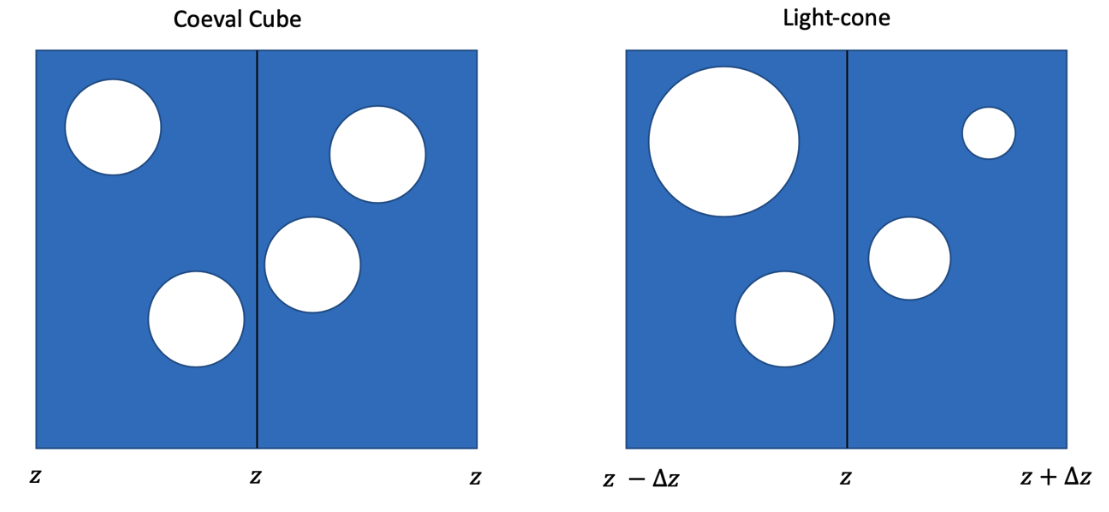 Coeval Cube
Light-cone
z
z
z
z − Δz
z
z + Δz